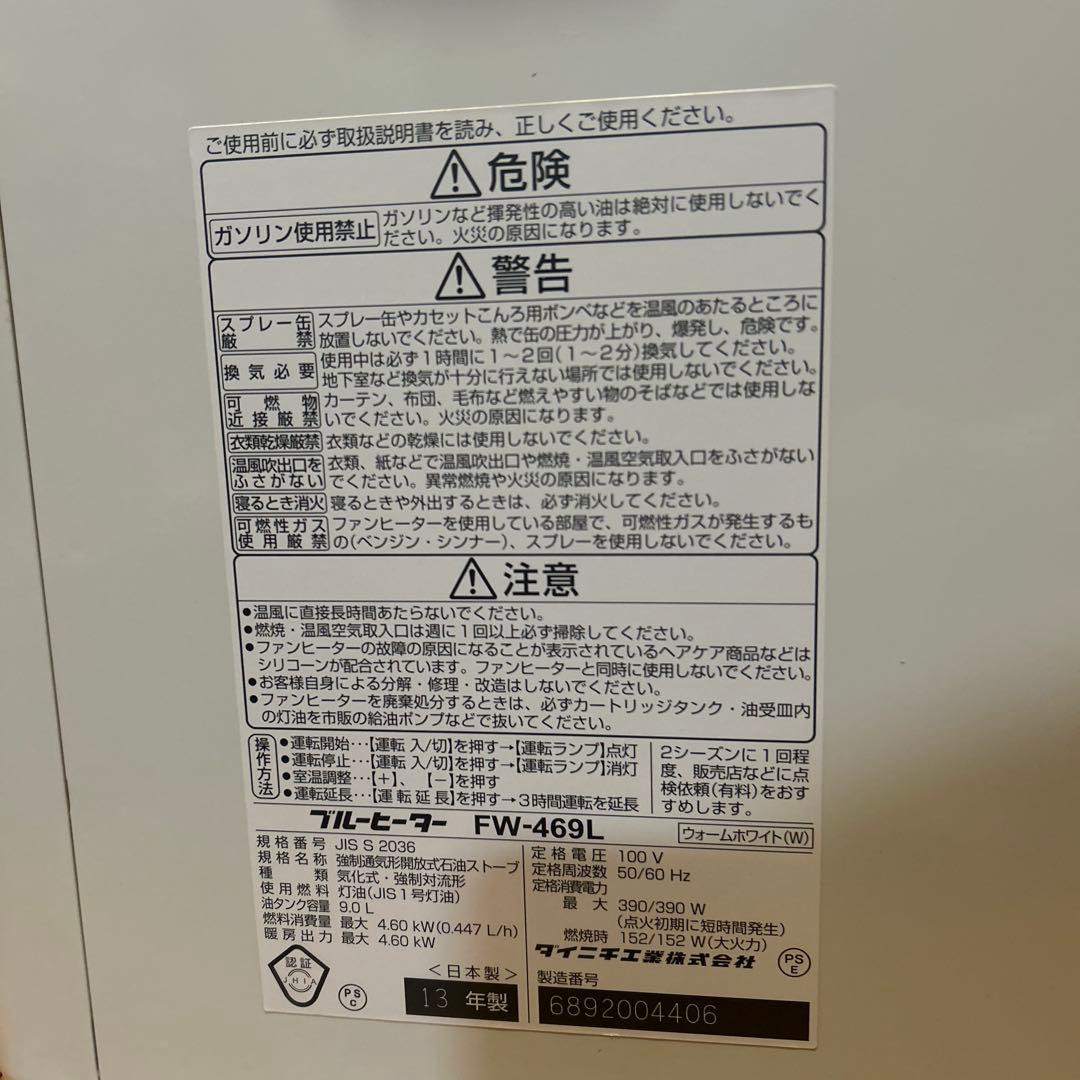 ご使用前に必ず取扱説明書を読み、正しくご使用ください。
⚠危険
ガソリン使用禁止 ガソリンなど揮発性の高い油は絶対に使用しないでく
ださい。火災の原因になります。
⚠警告
スプレー缶 スプレー缶やカセットこんろ用ボンベなどを温風のあたるところに
厳禁 放置しないでください。熱で缶の圧力が上がり、爆発し、危険です。
換気必要 使用中は必ず1時間に1～2回(1～2分)換気してください。
地下室など換気が十分に行えない場所では使用しないでください。
可燃物 カーテン、布団、毛布など燃えやすい物のそばなどでは使用しな
近接厳禁 いでください。火災の原因になります。
衣類乾燥厳禁 衣類などの乾燥には使用しないでください。
温風吹出口を 衣類、紙などで温風吹出口や燃焼・温風空気取入口をふさがない
ふさがない でください。異常燃焼や火災の原因になります。
寝るとき消火 寝るときや外出するときは、必ず消火してください。
可燃性ガス ファンヒーターを使用している部屋で、可燃性ガスが発生するも
使用厳禁 の(ベンジン・シンナー)、スプレーを使用しないでください。
⚠注意
●温風に直接長時間あたらないでください。
●燃焼・温風空気取入口は週に1回以上必ず掃除してください。
●ファンヒーターの故障の原因になることが表示されているヘアケア商品などは
シリコーンが配合されています。ファンヒーターと同時に使用しないでください。
●お客様自身による分解・修理・改造はしないでください。
●ファンヒーターを廃棄処分するときは、必ずカートリッジタンク・油受皿内
の灯油を市販の給油ポンプなどで抜いてください。
操作方法
●運転開始･･･【運転 入/切】を押す→【運転ランプ】点灯
●運転停止･･･【運転 入/切】を押す→【運転ランプ】消灯
●室温調整･･･【+】、【-】を押す
●運転延長･･･【運転延長】を押す→3時間運転を延長
2シーズンに1回程
度、販売店などに点
検依頼(有料)をおす
すめします。
ブルーヒーター FW-469L ウォームホワイト(W)
規格番号 JIS S 2036
規格名称 強制通気形開放式石油ストーブ
種類 気化式・強制対流形
使用燃料 灯油(JIS1号灯油)
油タンク容量 9.0 L
燃料消費量 最大 4.60 kW(0.447 L/h)
暖房出力 最大 4.60 kW
定格電圧 100 V
定格周波数 50/60 Hz
定格消費電力
最大 390/390 W
(点火初期に短時間発生)
燃焼時 152/152 W(大火力)
ダイニチ工業株式会社
PS
E
認証
JHIA
PS
C
<日本製>
13 年製
製造番号
6892004406